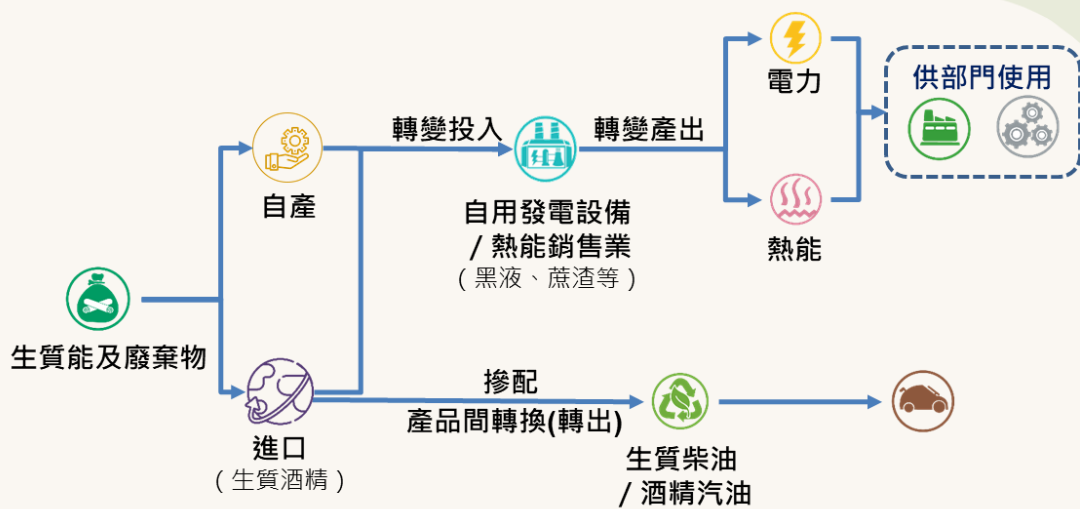 電力
供部門使用
轉變投入
轉變產出
自產
自用發電設備
/ 熱能銷售業
(黑液、蔗渣等)
熱能
生質能及廢棄物
摻配
產品間轉換(轉出)
進口
(生質酒精)
生質柴油
/ 酒精汽油